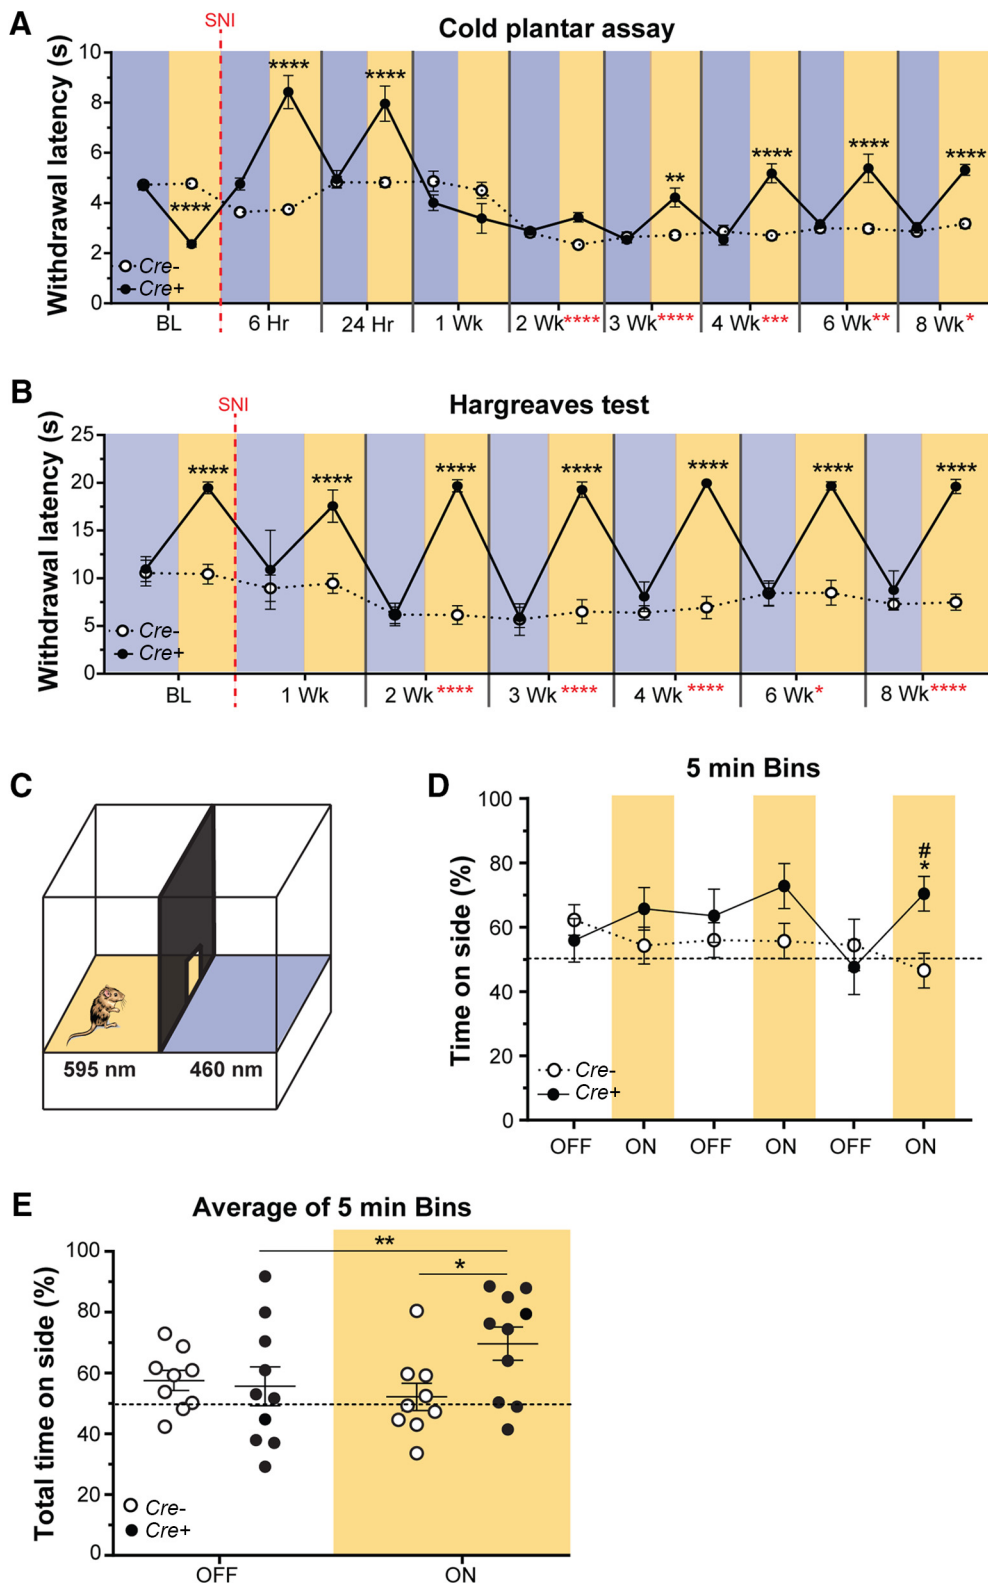 A
SNI
Cold plantar assay
Withdrawal latency (s)
10
8
6
4
2
0
****
****
****
**
****
****
****
Cre-
Cre+
BL
6 Hr
24 Hr
1 Wk
2 Wk****
3 Wk****
4 Wk***
6 Wk**
8 Wk*
B
SNI
Hargreaves test
Withdrawal latency (s)
25
20
15
10
5
0
****
****
****
****
****
****
****
Cre-
Cre+
BL
1 Wk
2 Wk****
3 Wk****
4 Wk****
6 Wk*
8 Wk****
C
595 nm
460 nm
D
5 min Bins
Time on side (%)
100
80
60
40
20
0
#
*
Cre-
Cre+
OFF
ON
OFF
ON
OFF
ON
E
Average of 5 min Bins
Total time on side (%)
100
80
60
40
20
0
**
*
Cre-
Cre+
OFF
ON